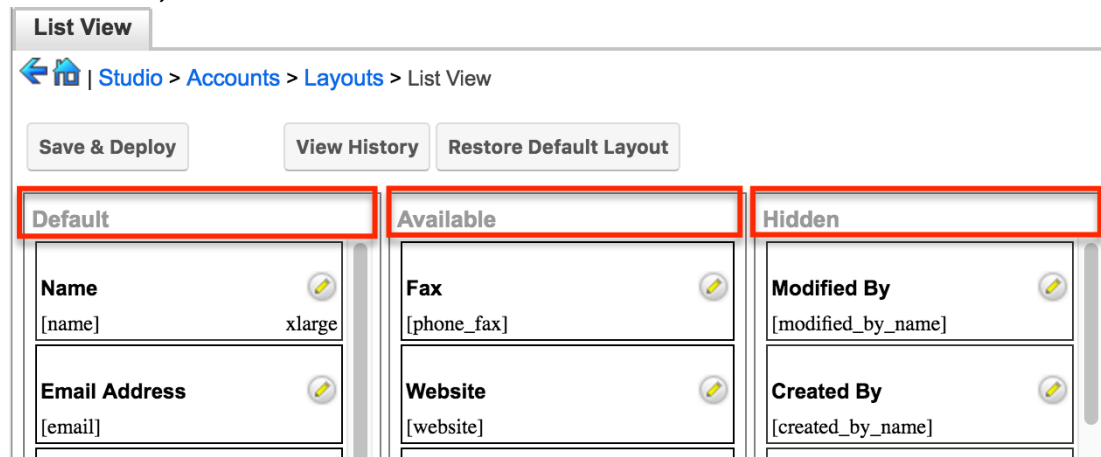 List View
| Studio > Accounts > Layouts > List View
Save & Deploy View History Restore Default Layout
Default Available Hidden
Name Fax Modified By
[name] xlarge [phone_fax] [modified_by_name]
Email Address Website Created By
[email] [website] [created_by_name]